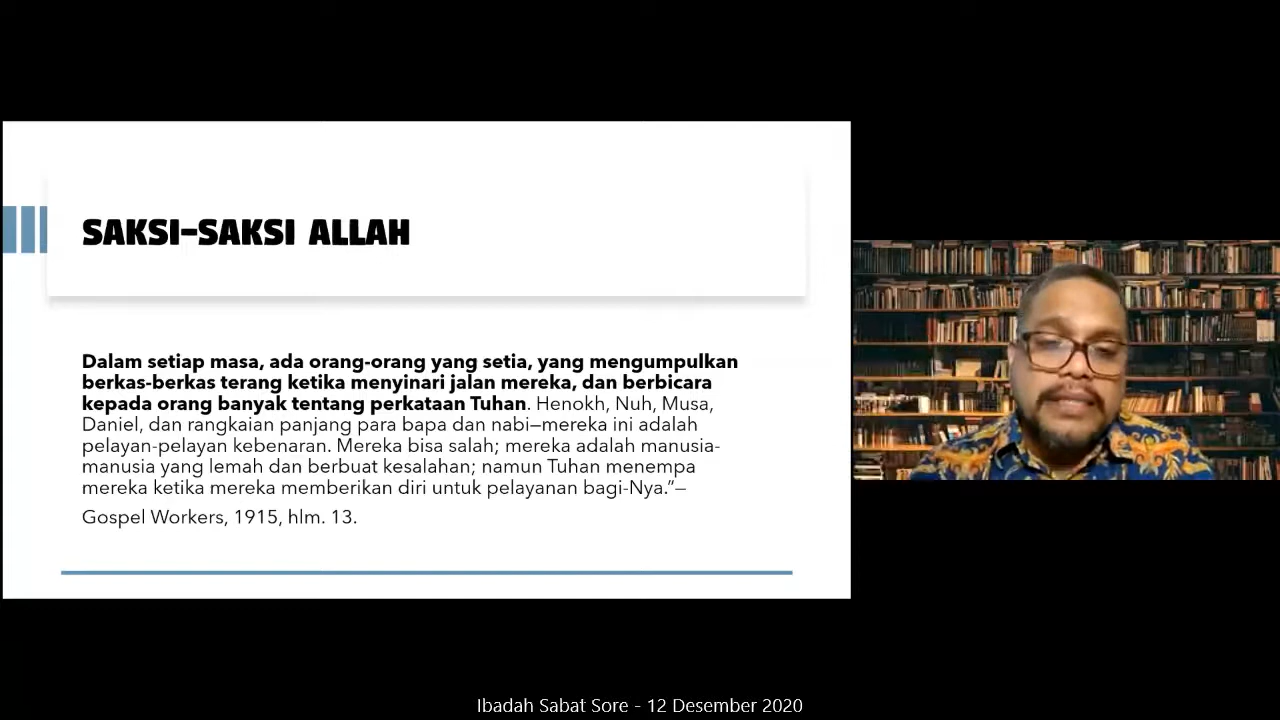 SAKSI-SAKSI ALLAH
Dalam setiap masa, ada orang-orang yang setia, yang mengumpulkan
berkas-berkas terang ketika menyinari jalan mereka, dan berbicara
kepada orang banyak tentang perkataan Tuhan. Henokh, Nuh, Musa,
Daniel, dan rangkaian panjang para bapa dan nabi—mereka ini adalah
pelayan-pelayan kebenaran. Mereka bisa salah; mereka adalah manusia-
manusia yang lemah dan berbuat kesalahan; namun Tuhan menempa
mereka ketika mereka memberikan diri untuk pelayanan bagi-Nya.”—
Gospel Workers, 1915, hlm. 13.
Ibadah Sabat Sore - 12 Desember 2020